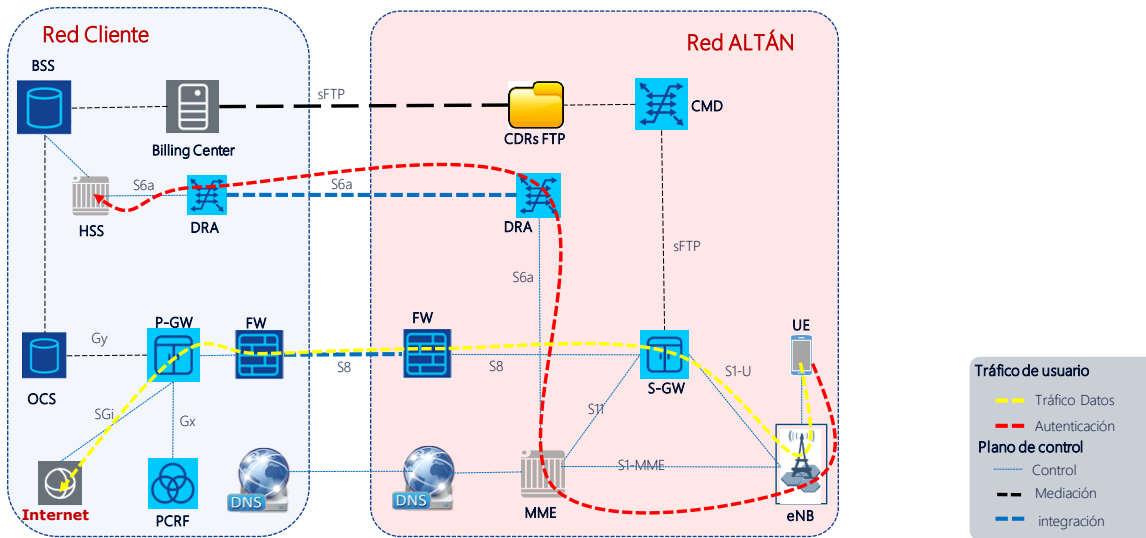 Red Cliente
Red ALTÁN
BSS
sFTP
CMD
Billing Center
CDRs FTP
S6a
S6a
HSS
DRA
DRA
sFTP
S6a
P-GW
FW
FW
UE
Gy
S8
S8
S-GW
S1-U
OCS
SGi
Gx
S11
S1-MME
DNS
DNS
Internet
PCRF
MME
eNB
Tráfico de usuario
Tráfico Datos
Autenticación
Plano de control
Control
Mediación
integración